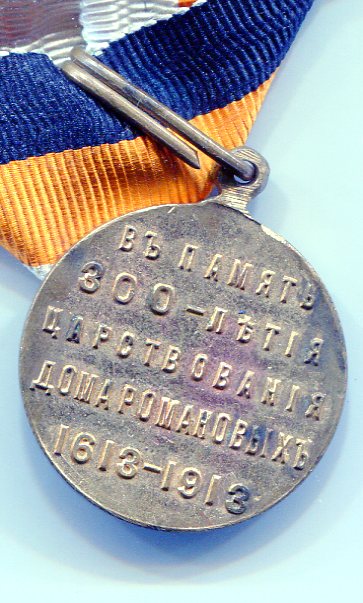 ВЪ ПАМЯТЬ
300-ЛѢТІЯ
ЦАРСТВОВАНІЯ
ДОМА РОМАНОВЫХЪ
1613-1913